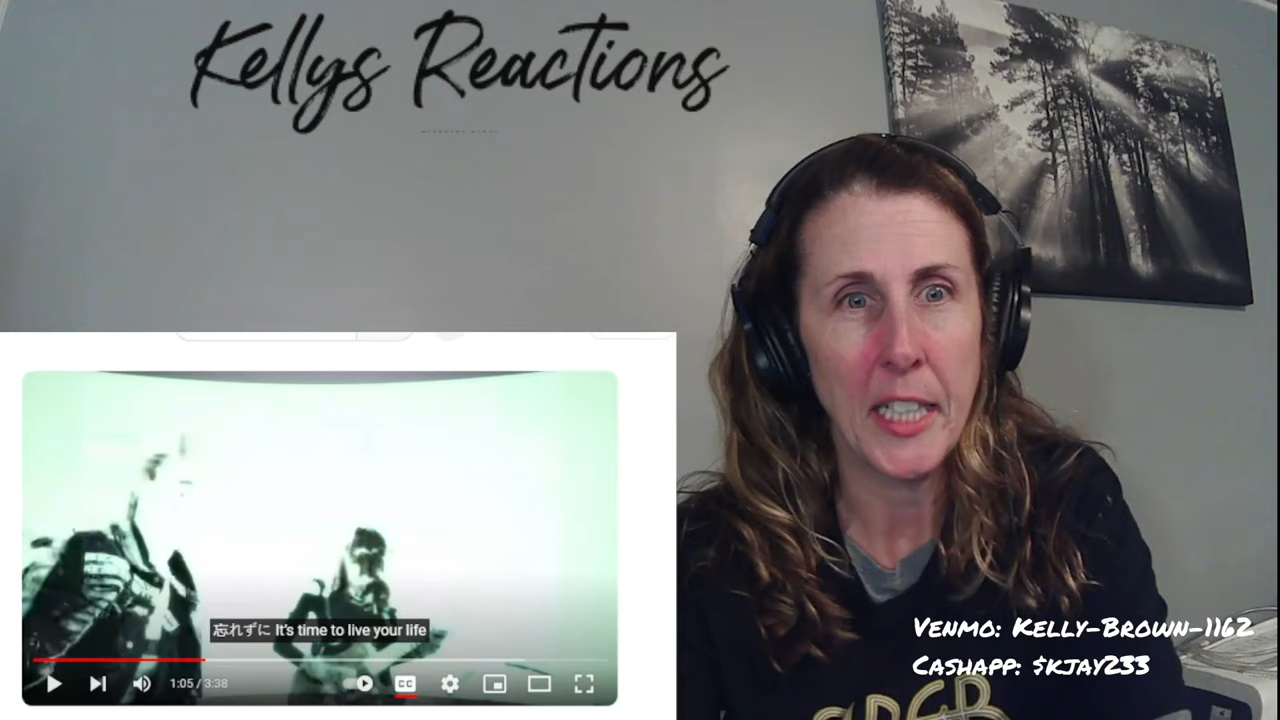 Kellys Reactions
忘れずに It's time to live your life
1:05 / 3:38
CC
Venmo: Kelly-Brown-1162
Cashapp: $kjay233